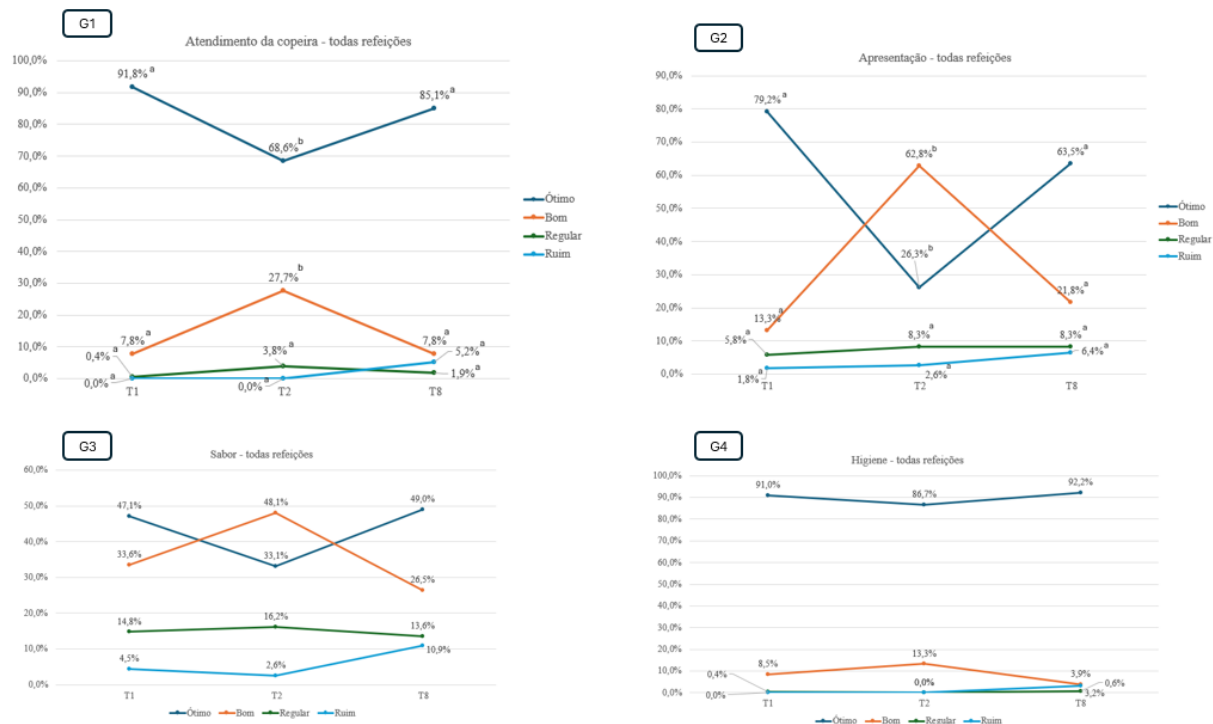 G1
Atendimento da copeira - todas refeições
100,0%
90,0%
80,0%
70,0%
60,0%
50,0%
40,0%
30,0%
20,0%
10,0%
0,0%
91,8% a
68,6% b
85,1% a
27,7% b
7,8% a
7,8% a
0,4% a
3,8% a
5,2% a
0,0% a
0,0% a
1,9% a
T1 T2 T8
Ótimo
Bom
Regular
Ruim
G2
Apresentação - todas refeições
90,0%
80,0%
70,0%
60,0%
50,0%
40,0%
30,0%
20,0%
10,0%
0,0%
79,2% a
62,8% b
63,5% a
26,3% b
13,3% a
21,8% a
5,8% a
8,3% a
8,3% a
1,8% a
2,6% a
6,4% a
T1 T2 T8
Ótimo
Bom
Regular
Ruim
G3
Sabor - todas refeições
60,0%
50,0%
40,0%
30,0%
20,0%
10,0%
0,0%
47,1%
48,1%
49,0%
33,6%
33,1%
26,5%
14,8%
16,2%
13,6%
4,5%
2,6%
10,9%
T1 T2 T8
Ótimo Bom Regular Ruim
G4
Higiene - todas refeições
100,0%
90,0%
80,0%
70,0%
60,0%
50,0%
40,0%
30,0%
20,0%
10,0%
0,0%
91,0%
86,7%
92,2%
8,5%
13,3%
3,9%
0,4%
0,0%
0,6%
0,0%
3,2%
T1 T2 T8
Ótimo Bom Regular Ruim